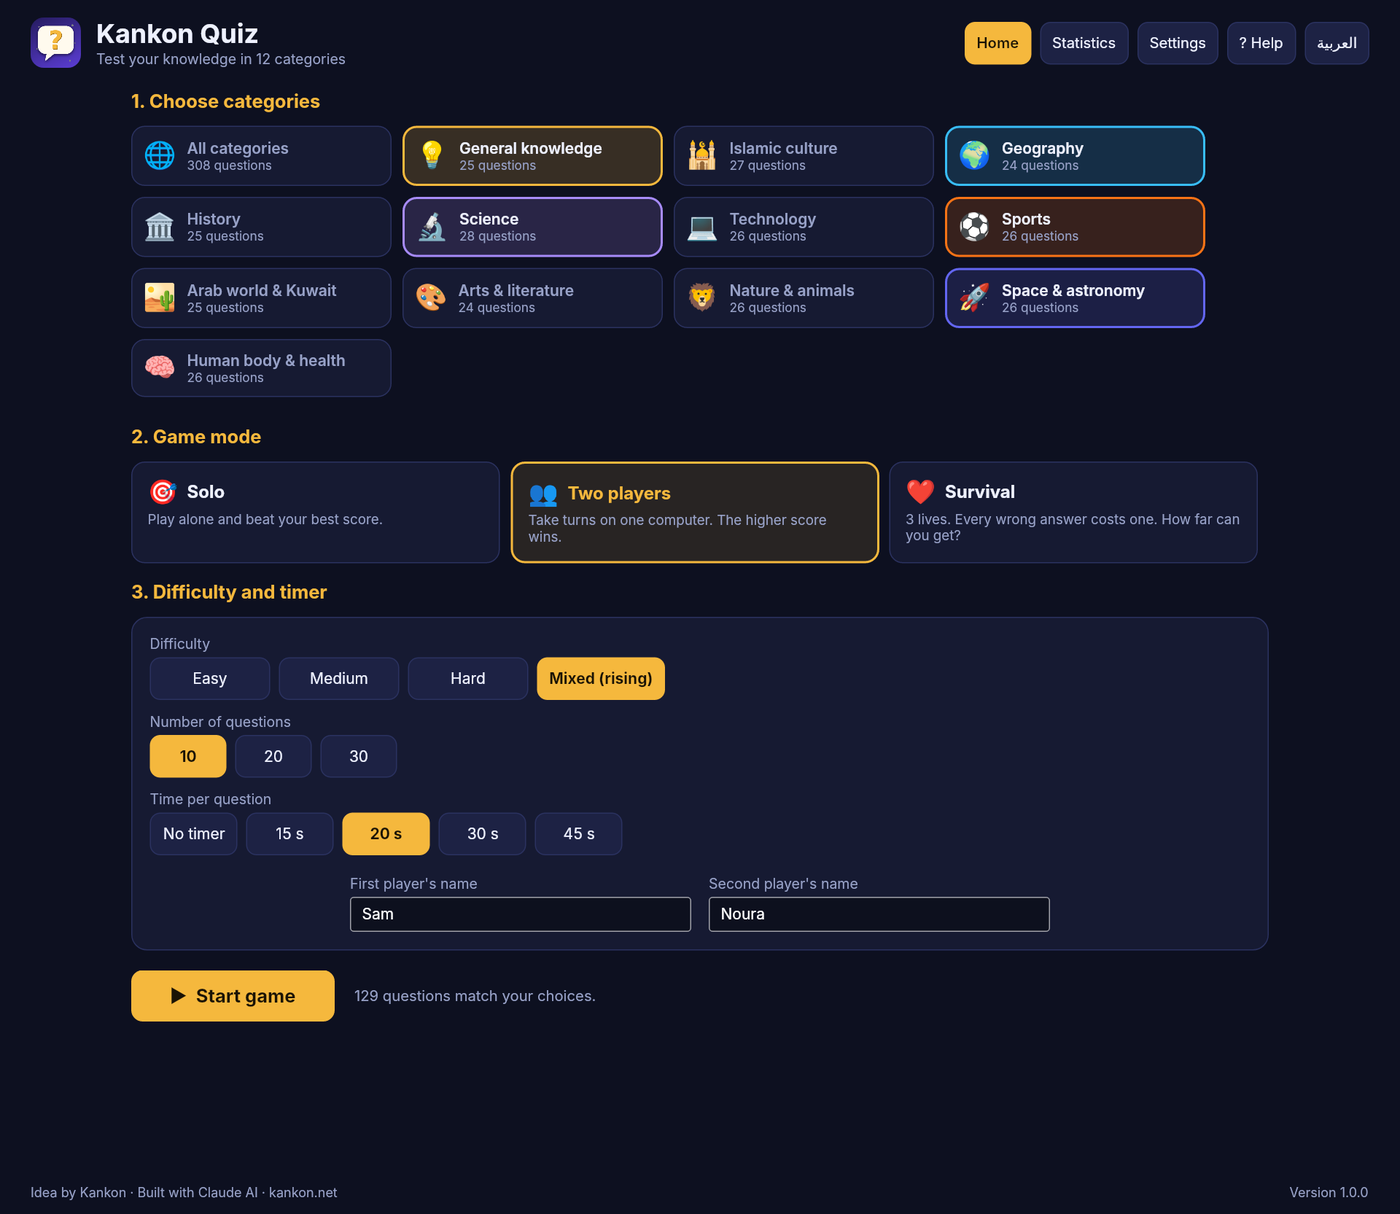 Kankon Quiz
Test your knowledge in 12 categories
Home
Statistics
Settings
? Help
العربية
1. Choose categories
All categories
308 questions
General knowledge
25 questions
Islamic culture
27 questions
Geography
24 questions
History
25 questions
Science
28 questions
Technology
26 questions
Sports
26 questions
Arab world & Kuwait
25 questions
Arts & literature
24 questions
Nature & animals
26 questions
Space & astronomy
26 questions
Human body & health
26 questions
2. Game mode
Solo
Play alone and beat your best score.
Two players
Take turns on one computer. The higher score
wins.
Survival
3 lives. Every wrong answer costs one. How far can
you get?
3. Difficulty and timer
Difficulty
Easy
Medium
Hard
Mixed (rising)
Number of questions
10
20
30
Time per question
No timer
15 s
20 s
30 s
45 s
First player's name
Second player's name
Sam
Noura
▶ Start game
129 questions match your choices.
Idea by Kankon · Built with Claude AI · kankon.net
Version 1.0.0